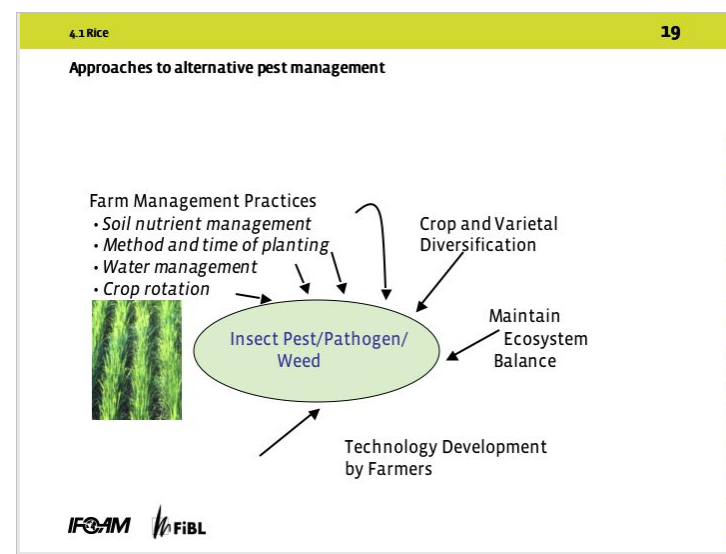 4.1 Rice
19
Approaches to alternative pest management
Farm Management Practices
• Soil nutrient management
• Method and time of planting
• Water management
• Crop rotation
Crop and Varietal
Diversification
Insect Pest/Pathogen/
Weed
Maintain
Ecosystem
Balance
Technology Development
by Farmers
IFOAM
FiBL